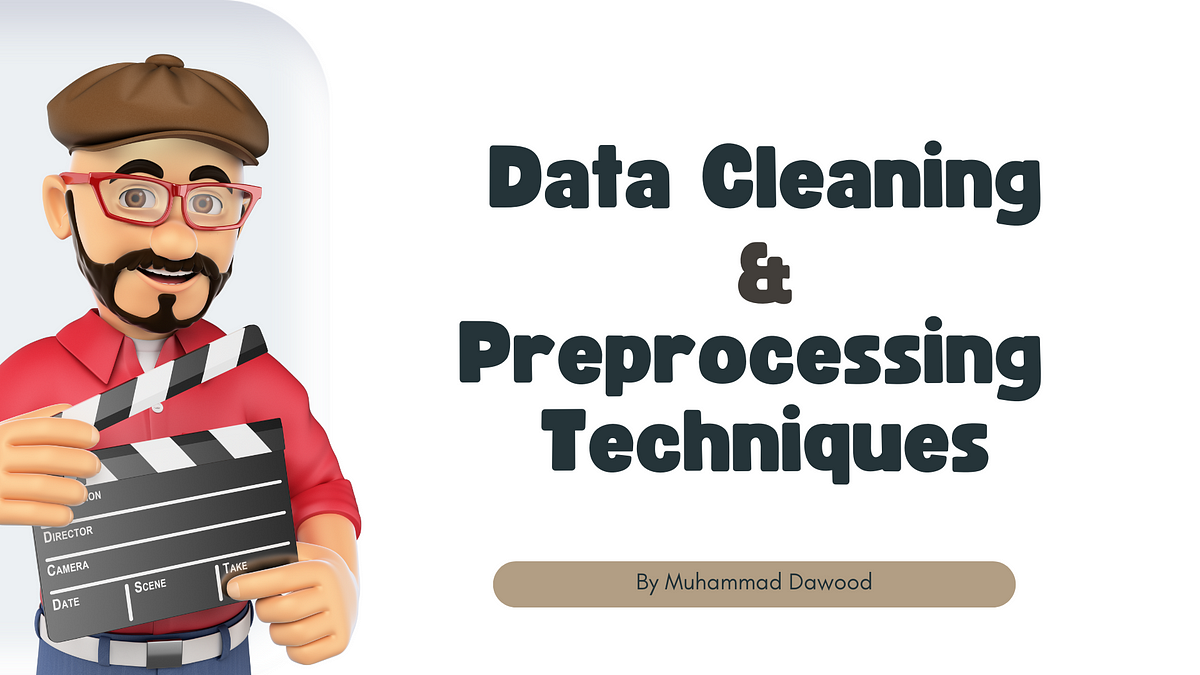 Data Cleaning
&
Preprocessing
Techniques
By Muhammad Dawood
DIRECTOR
CAMERA
DATE
SCENE
TAKE